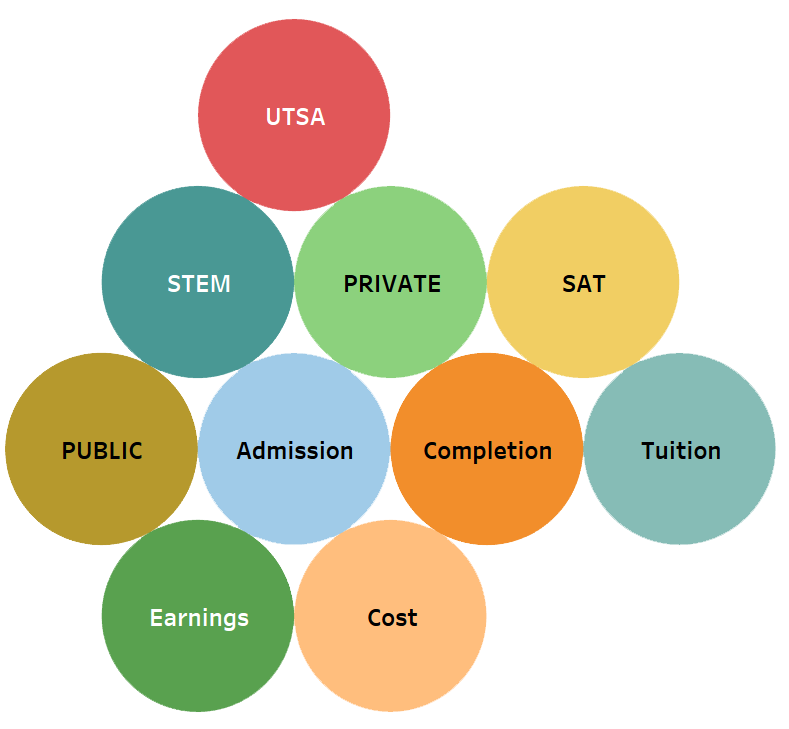 UTSA
STEM
PRIVATE
SAT
PUBLIC
Admission
Completion
Tuition
Earnings
Cost